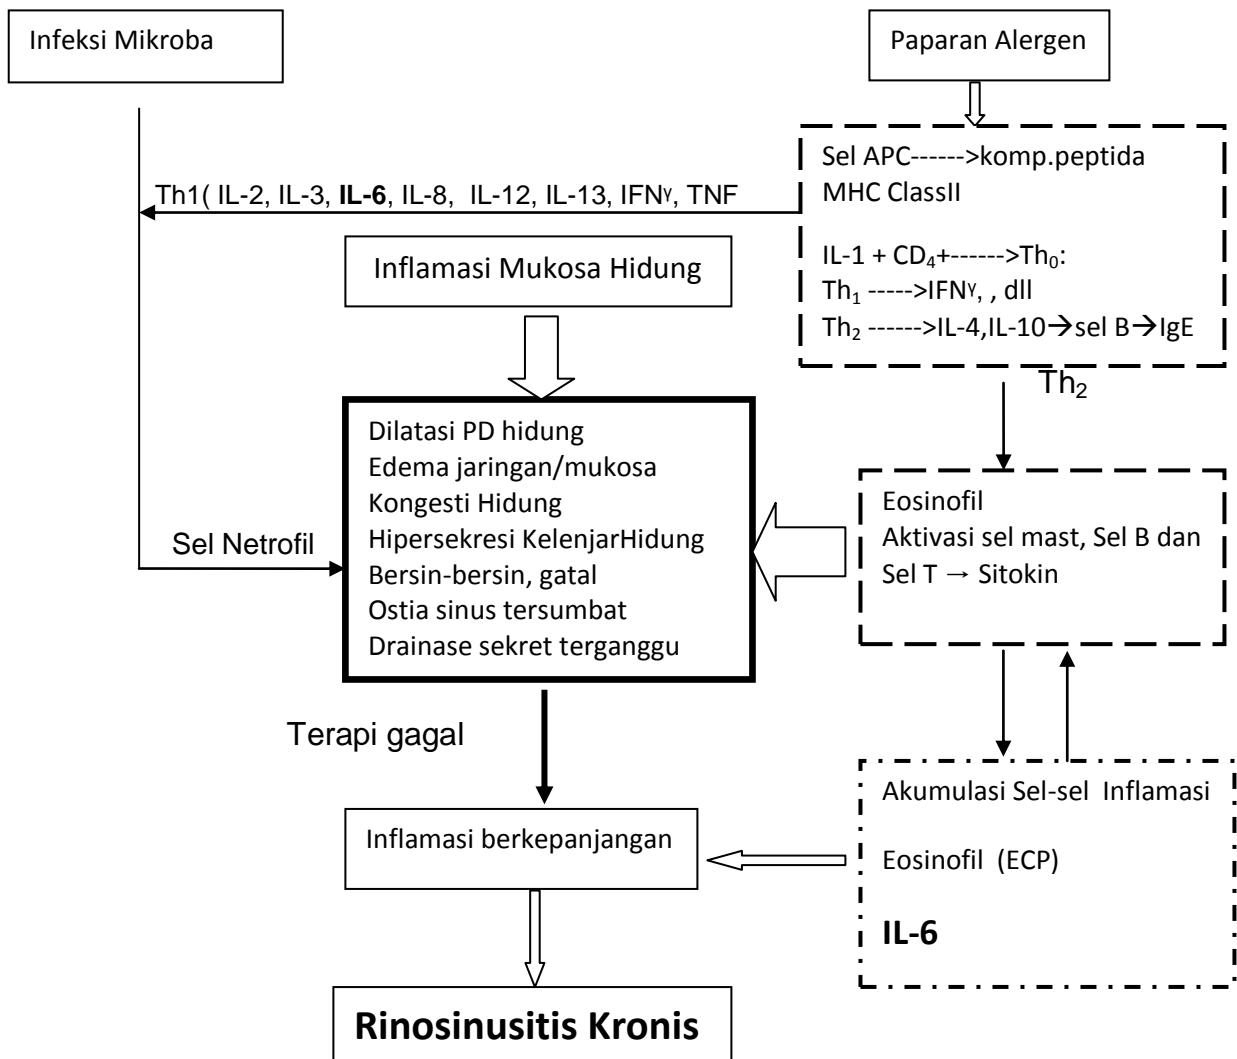 Infeksi Mikroba
Paparan Alergen
Sel APC------>komp.peptida
MHC ClassII
IL-1 + CD₄+------>Th₀:
Th₁ ----->IFNᵞ, , dll
Th₂ ------>IL-4,IL-10→sel B→IgE
Th1( IL-2, IL-3, IL-6, IL-8, IL-12, IL-13, IFNᵞ, TNF
Inflamasi Mukosa Hidung
Th₂
Dilatasi PD hidung
Edema jaringan/mukosa
Kongesti Hidung
Hipersekresi KelenjarHidung
Bersin-bersin, gatal
Ostia sinus tersumbat
Drainase sekret terganggu
Sel Netrofil
Eosinofil
Aktivasi sel mast, Sel B dan
Sel T → Sitokin
Terapi gagal
Akumulasi Sel-sel Inflamasi
Eosinofil (ECP)
IL-6
Inflamasi berkepanjangan
Rinosinusitis Kronis